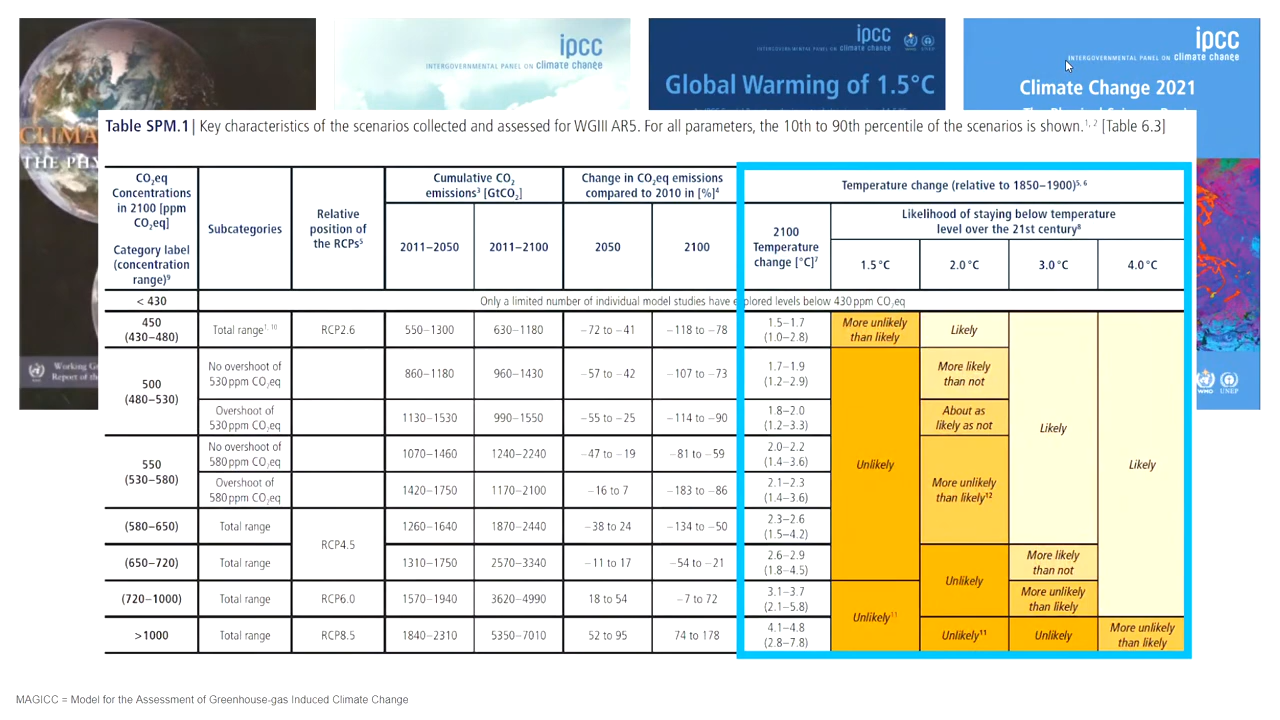 ipcc
INTERGOVERNMENTAL PANEL ON climate change
ipcc
INTERGOVERNMENTAL PANEL ON climate change
WMO UNEP
Global Warming of 1.5°C
ipcc
INTERGOVERNMENTAL PANEL ON climate change
Climate Change 2021
CLIMA
THE PHY
Working Gr
Report of the
WMO UNEP
Table SPM.1 | Key characteristics of the scenarios collected and assessed for WGIII AR5. For all parameters, the 10th to 90th percentile of the scenarios is shown.1, 2 [Table 6.3]
CO2eq Concentrations in 2100 [ppm CO2eq]
Category label (concentration range)9
Subcategories
Relative position of the RCPs5
Cumulative CO2 emissions3 [GtCO2]
Change in CO2eq emissions compared to 2010 in [%]4
Temperature change (relative to 1850–1900)5, 6
2011–2050
2011–2100
2050
2100
2100 Temperature change [°C]7
Likelihood of staying below temperature level over the 21st century8
1.5 °C
2.0 °C
3.0 °C
4.0 °C
< 430
Only a limited number of individual model studies have explored levels below 430 ppm CO2eq
450 (430–480)
Total range1, 10
RCP2.6
550–1300
630–1180
−72 to −41
−118 to −78
1.5–1.7 (1.0–2.8)
More unlikely than likely
Likely
Likely
Likely
500 (480–530)
No overshoot of 530 ppm CO2eq
860–1180
960–1430
−57 to −42
−107 to −73
1.7–1.9 (1.2–2.9)
Unlikely
More likely than not
Overshoot of 530 ppm CO2eq
1130–1530
990–1550
−55 to −25
−114 to −90
1.8–2.0 (1.2–3.3)
About as likely as not
550 (530–580)
No overshoot of 580 ppm CO2eq
1070–1460
1240–2240
−47 to −19
−81 to −59
2.0–2.2 (1.4–3.6)
More unlikely than likely12
Overshoot of 580 ppm CO2eq
1420–1750
1170–2100
−16 to 7
−183 to −86
2.1–2.3 (1.4–3.6)
(580–650)
Total range
RCP4.5
1260–1640
1870–2440
−38 to 24
−134 to −50
2.3–2.6 (1.5–4.2)
(650–720)
Total range
1310–1750
2570–3340
−11 to 17
−54 to −21
2.6–2.9 (1.8–4.5)
Unlikely
More likely than not
(720–1000)
Total range
RCP6.0
1570–1940
3620–4990
18 to 54
−7 to 72
3.1–3.7 (2.1–5.8)
Unlikely11
More unlikely than likely
>1000
Total range
RCP8.5
1840–2310
5350–7010
52 to 95
74 to 178
4.1–4.8 (2.8–7.8)
Unlikely11
Unlikely
More unlikely than likely
MAGICC = Model for the Assessment of Greenhouse-gas Induced Climate Change